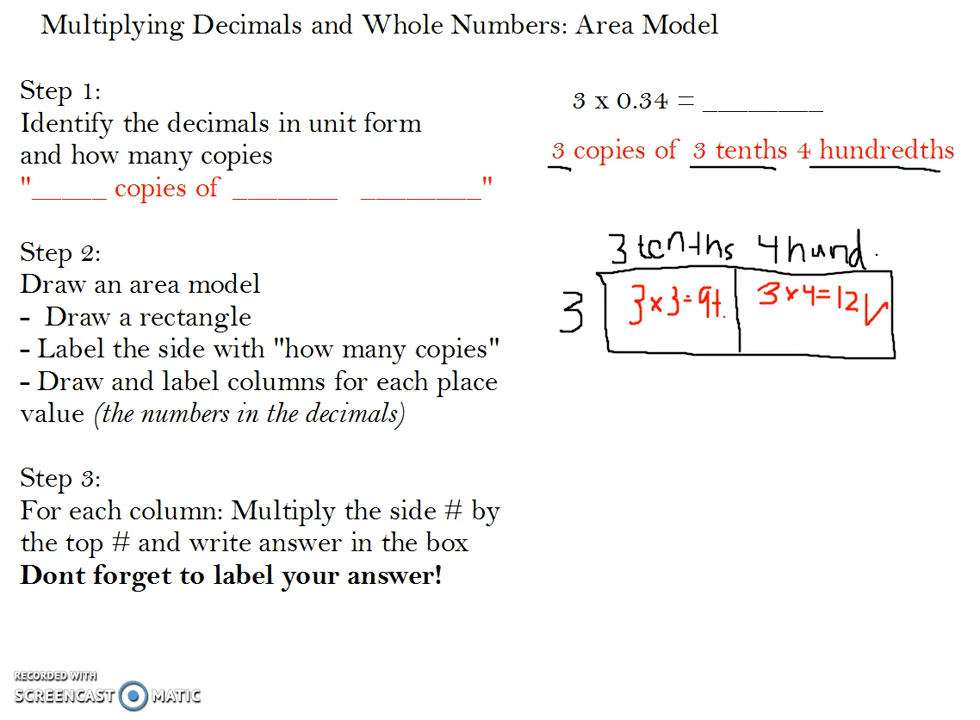 Multiplying Decimals and Whole Numbers: Area Model
Step 1:
Identify the decimals in unit form
and how many copies
"_____ copies of _______ ________"
Step 2:
Draw an area model
- Draw a rectangle
- Label the side with "how many copies"
- Draw and label columns for each place
value (the numbers in the decimals)
Step 3:
For each column: Multiply the side # by
the top # and write answer in the box
Dont forget to label your answer!
3 x 0.34 = ________
3 copies of 3 tenths 4 hundredths
3 tenths 4 hund.
3 3x3=9t. 3x4=12
RECORDED WITH
SCREENCAST MATIC